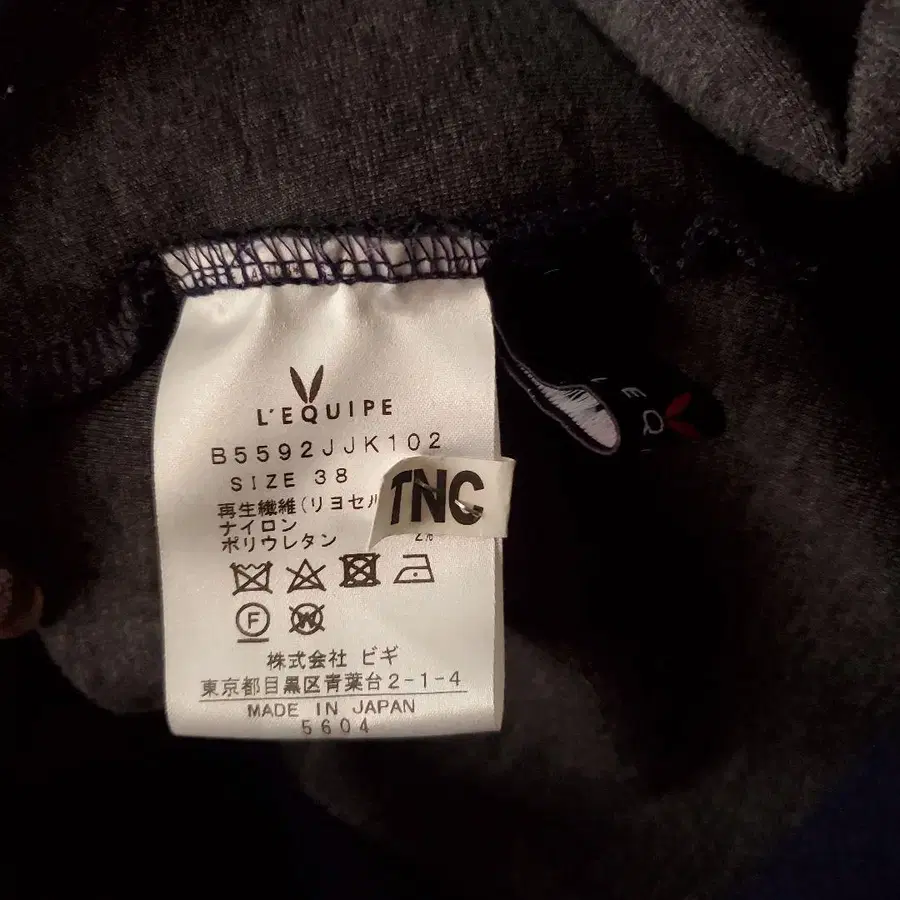 L'EQUIPE
B5592JJK102
SIZE 38
再生繊維(リヨセル
TNC
ナイロン
ポリウレタン 2%
F
W
株式会社 ビギ
東京都目黒区青葉台2-1-4
MADE IN JAPAN
5604
EQ